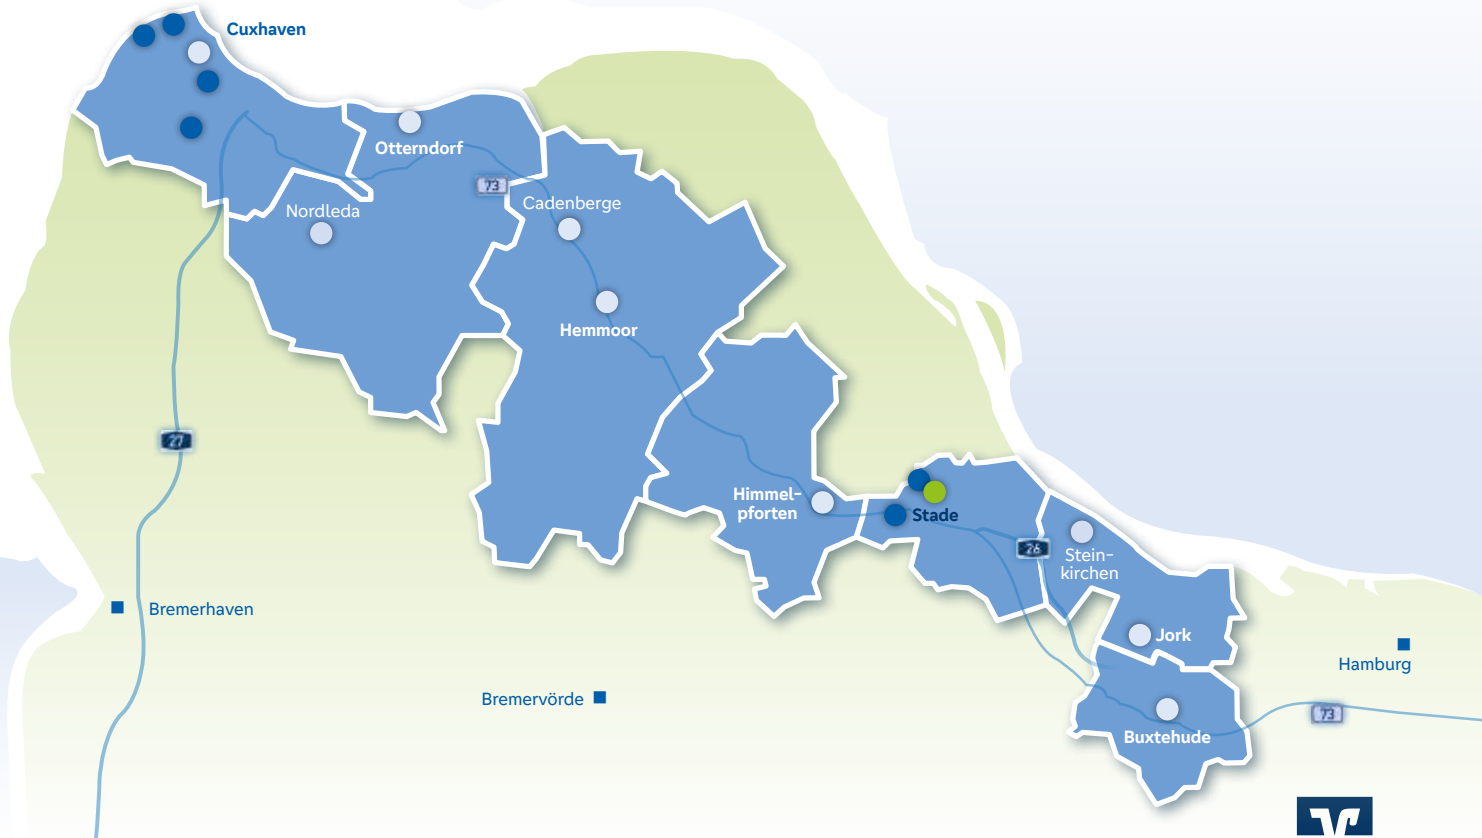 Cuxhaven
Otterndorf
73
Cadenberge
Nordleda
Hemmoor
27
Himmel-
pforten
Stade
26
Stein-
kirchen
Bremerhaven
Jork
Hamburg
Bremervörde
73
Buxtehude